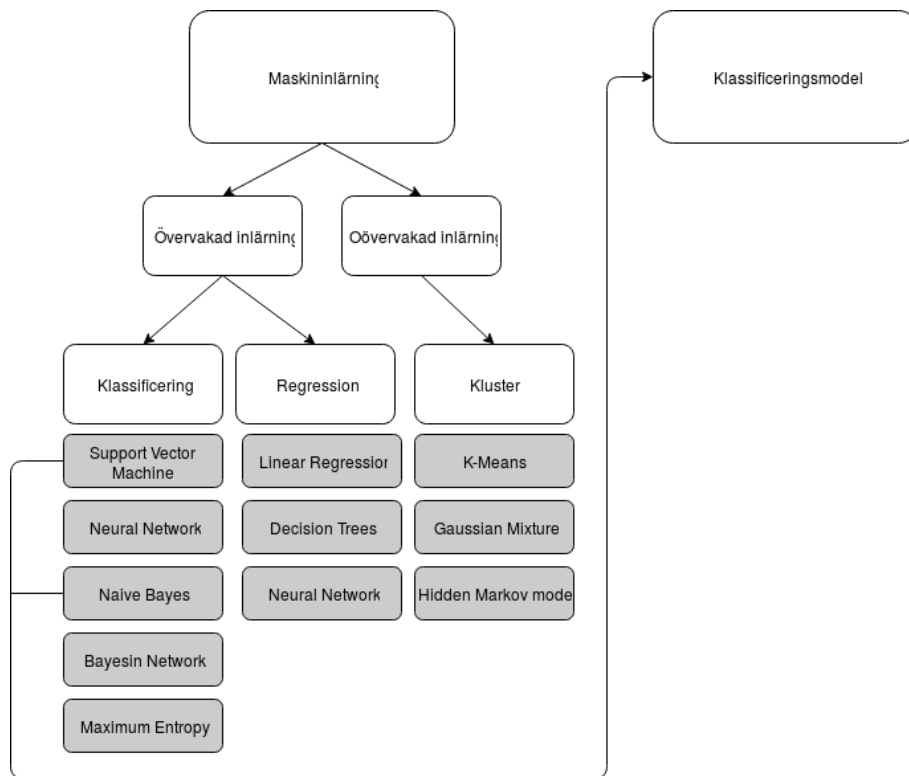 Maskininlärning
Klassificeringsmodel
Övervakad inlärning
Oövervakad inlärning
Klassificering
Regression
Kluster
Support Vector
Machine
Linear Regression
K-Means
Neural Network
Decision Trees
Gaussian Mixture
Naive Bayes
Neural Network
Hidden Markov mode
Bayesin Network
Maximum Entropy